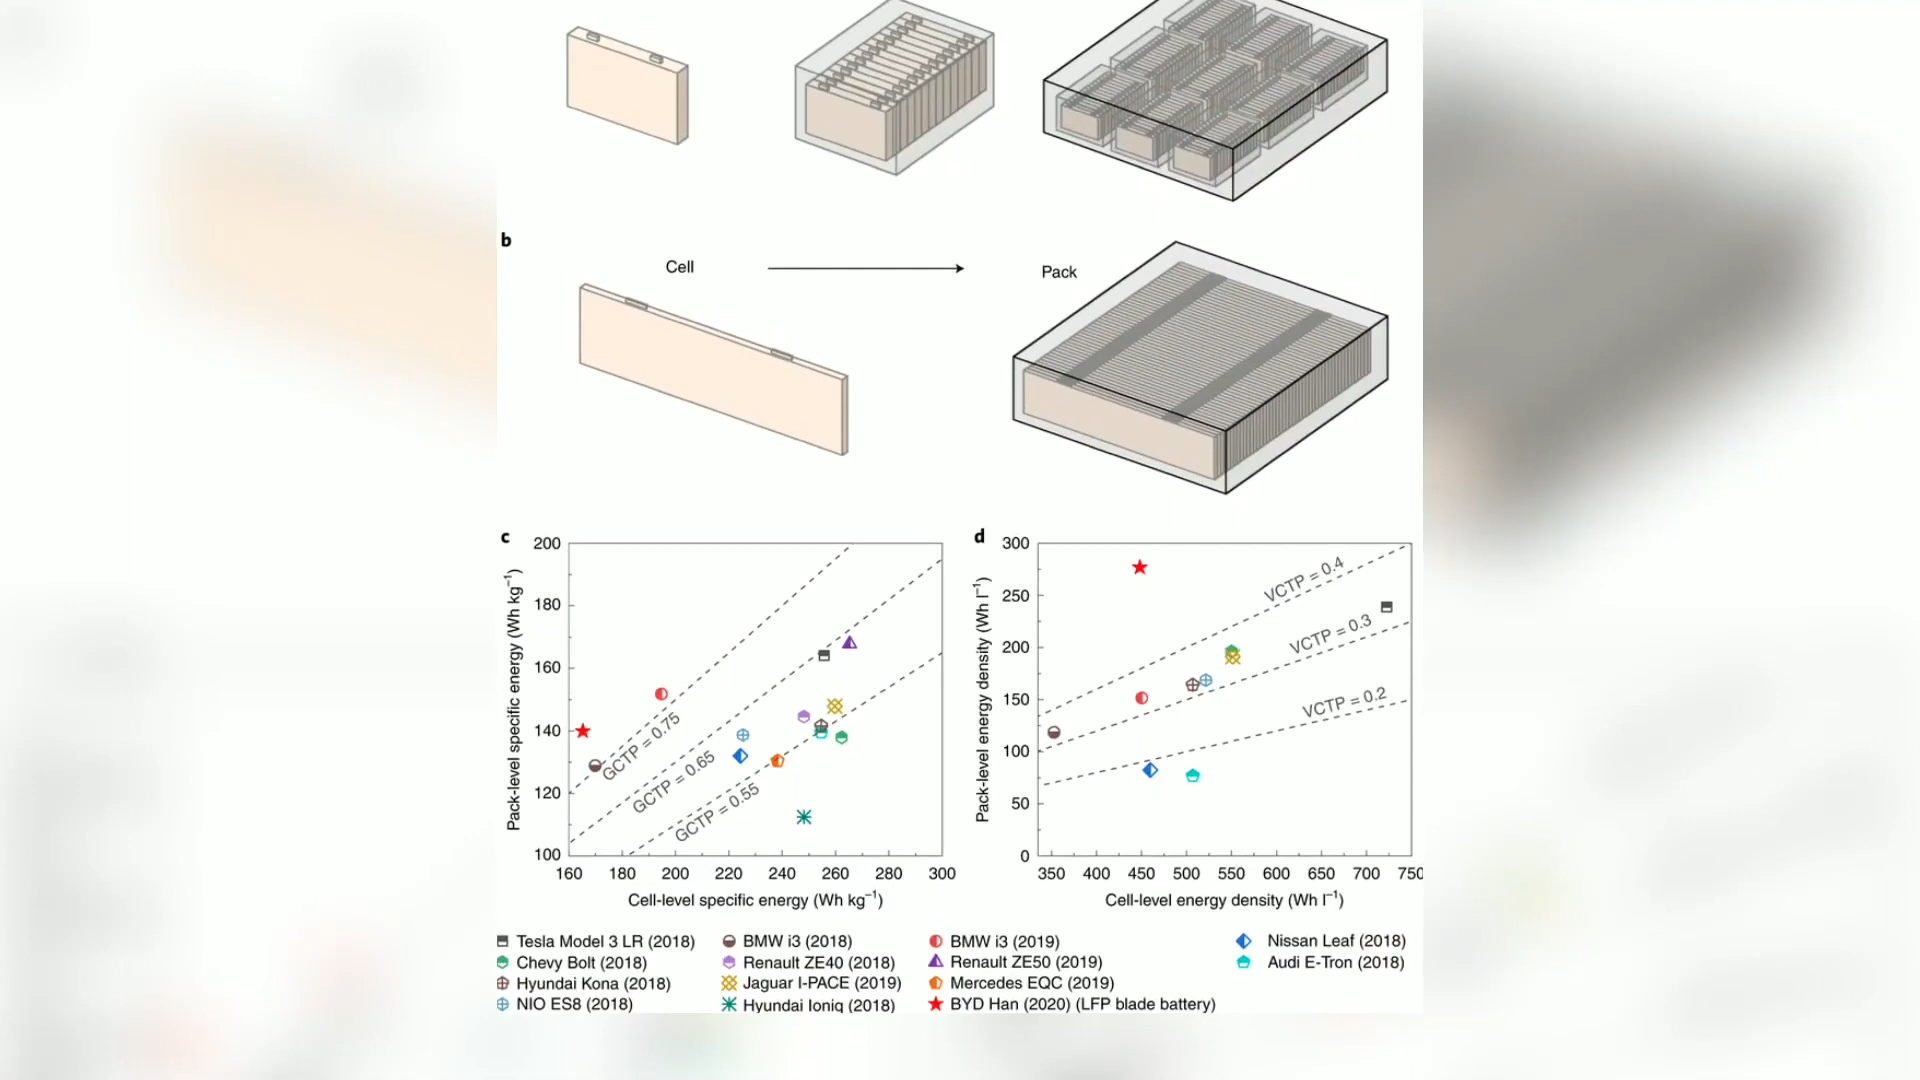 b
Cell
Pack
c
200
180
160
140
120
100
Pack-level specific energy (Wh kg⁻¹)
GCTP = 0.75
GCTP = 0.65
GCTP = 0.55
160 180 200 220 240 260 280 300
Cell-level specific energy (Wh kg⁻¹)
d
300
250
200
150
100
50
0
Pack-level energy density (Wh l⁻¹)
VCTP = 0.4
VCTP = 0.3
VCTP = 0.2
350 400 450 500 550 600 650 700 750
Cell-level energy density (Wh l⁻¹)
Tesla Model 3 LR (2018) BMW i3 (2018) BMW i3 (2019) Nissan Leaf (2018)
Chevy Bolt (2018) Renault ZE40 (2018) Renault ZE50 (2019) Audi E-Tron (2018)
Hyundai Kona (2018) Jaguar I-PACE (2019) Mercedes EQC (2019)
NIO ES8 (2018) Hyundai Ioniq (2018) BYD Han (2020) (LFP blade battery)